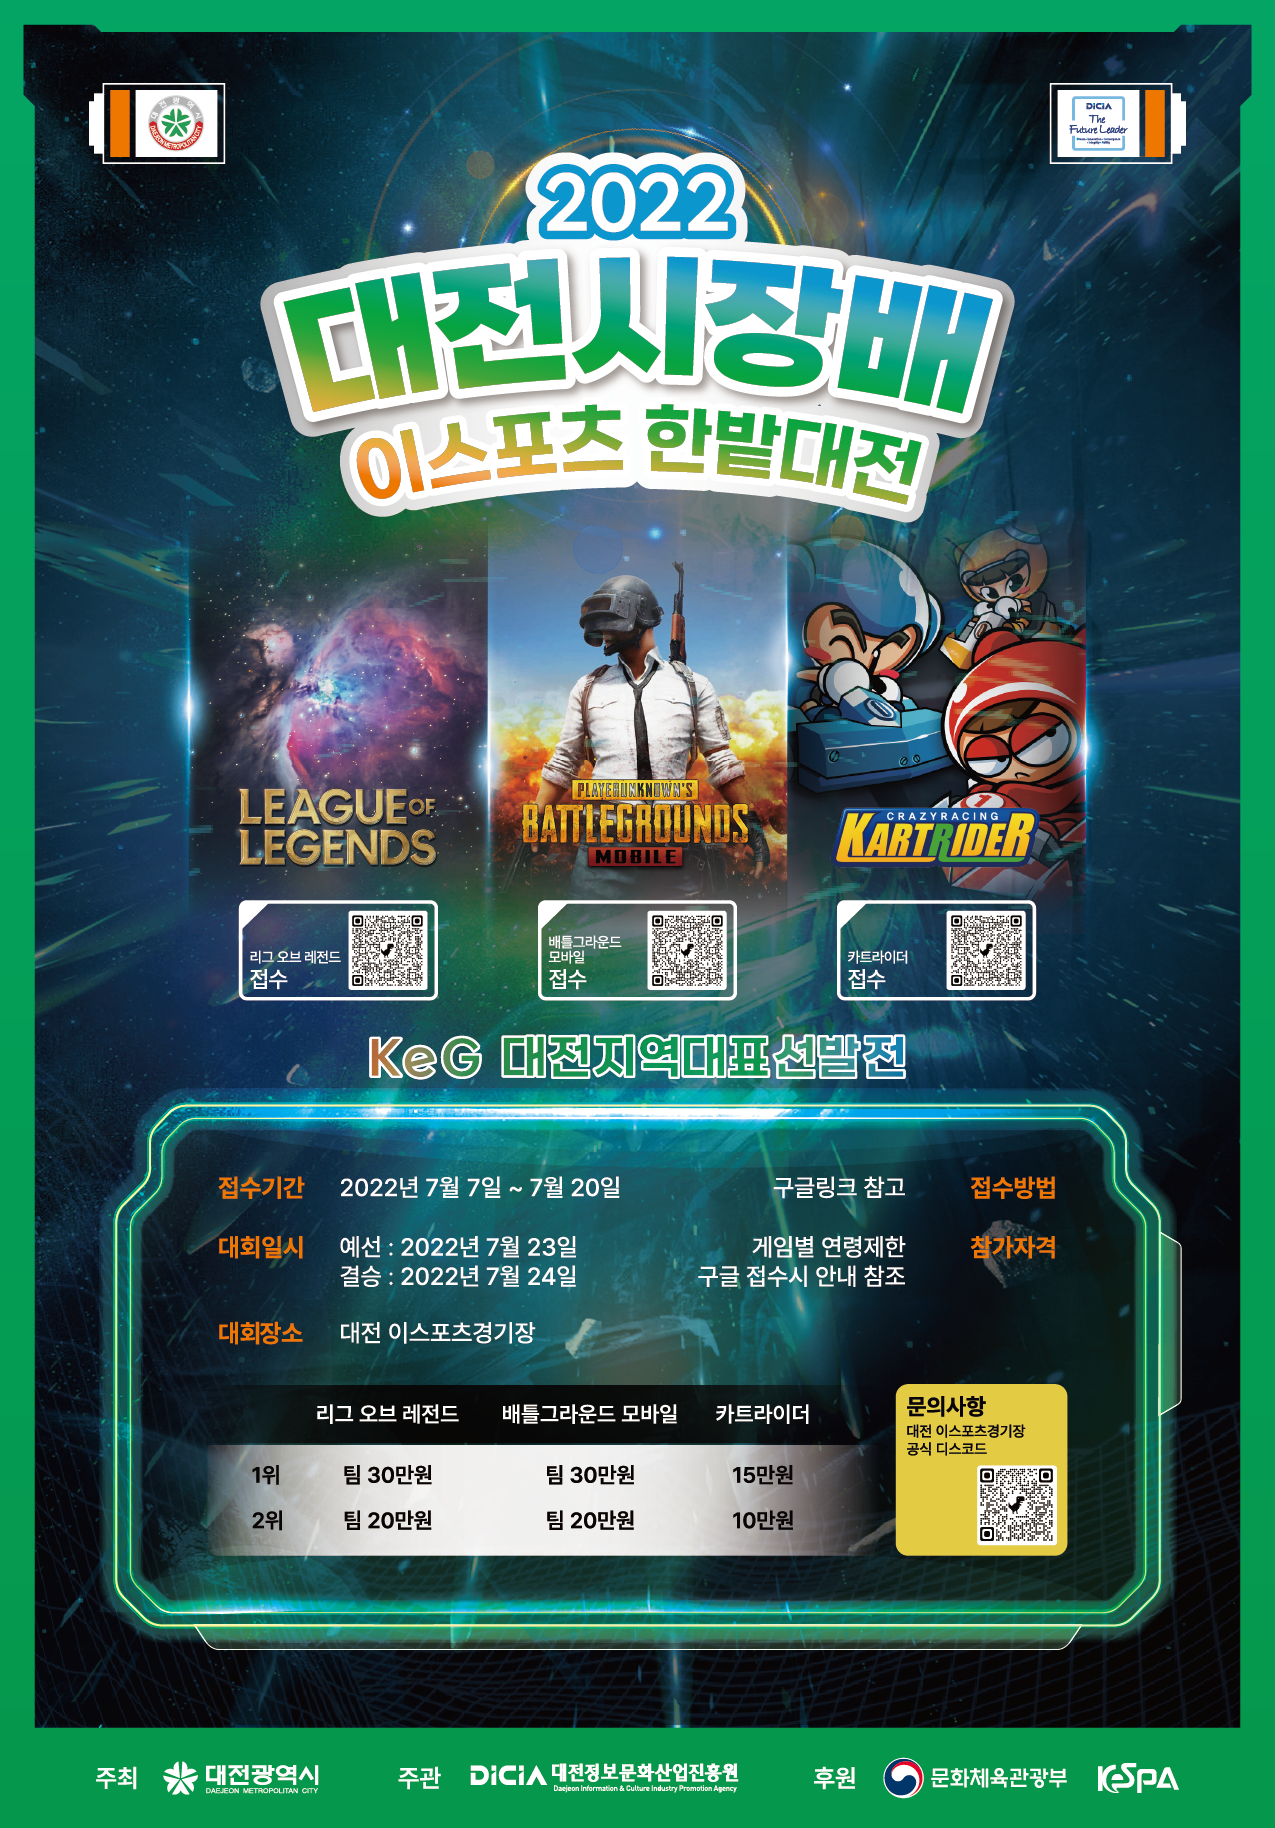 대전광역시
DAEJEON METROPOLITAN CITY
DiCiA
The
Future Leader
2022
대전시장배
이스포츠 한밭대전
LEAGUE OF
LEGENDS
PLAYERUNKNOWN'S
BATTLEGROUNDS
MOBILE
CRAZYRACING
KARTRIDER
리그 오브 레전드
접수
배틀그라운드
모바일
접수
카트라이더
접수
KeG 대전지역대표선발전
접수기간 2022년 7월 7일 ~ 7월 20일
구글링크 참고 접수방법
대회일시 예선 : 2022년 7월 23일
결승 : 2022년 7월 24일
게임별 연령제한 참가자격
구글 접수시 안내 참조
대회장소 대전 이스포츠경기장
리그 오브 레전드 배틀그라운드 모바일 카트라이더
1위 팀 30만원 팀 30만원 15만원
2위 팀 20만원 팀 20만원 10만원
문의사항
대전 이스포츠경기장
공식 디스코드
주최 대전광역시
DAEJEON METROPOLITAN CITY
주관 DiCiA 대전정보문화산업진흥원
Daejeon Information & Culture Industry Promotion Agency
후원 문화체육관광부 KeSPA